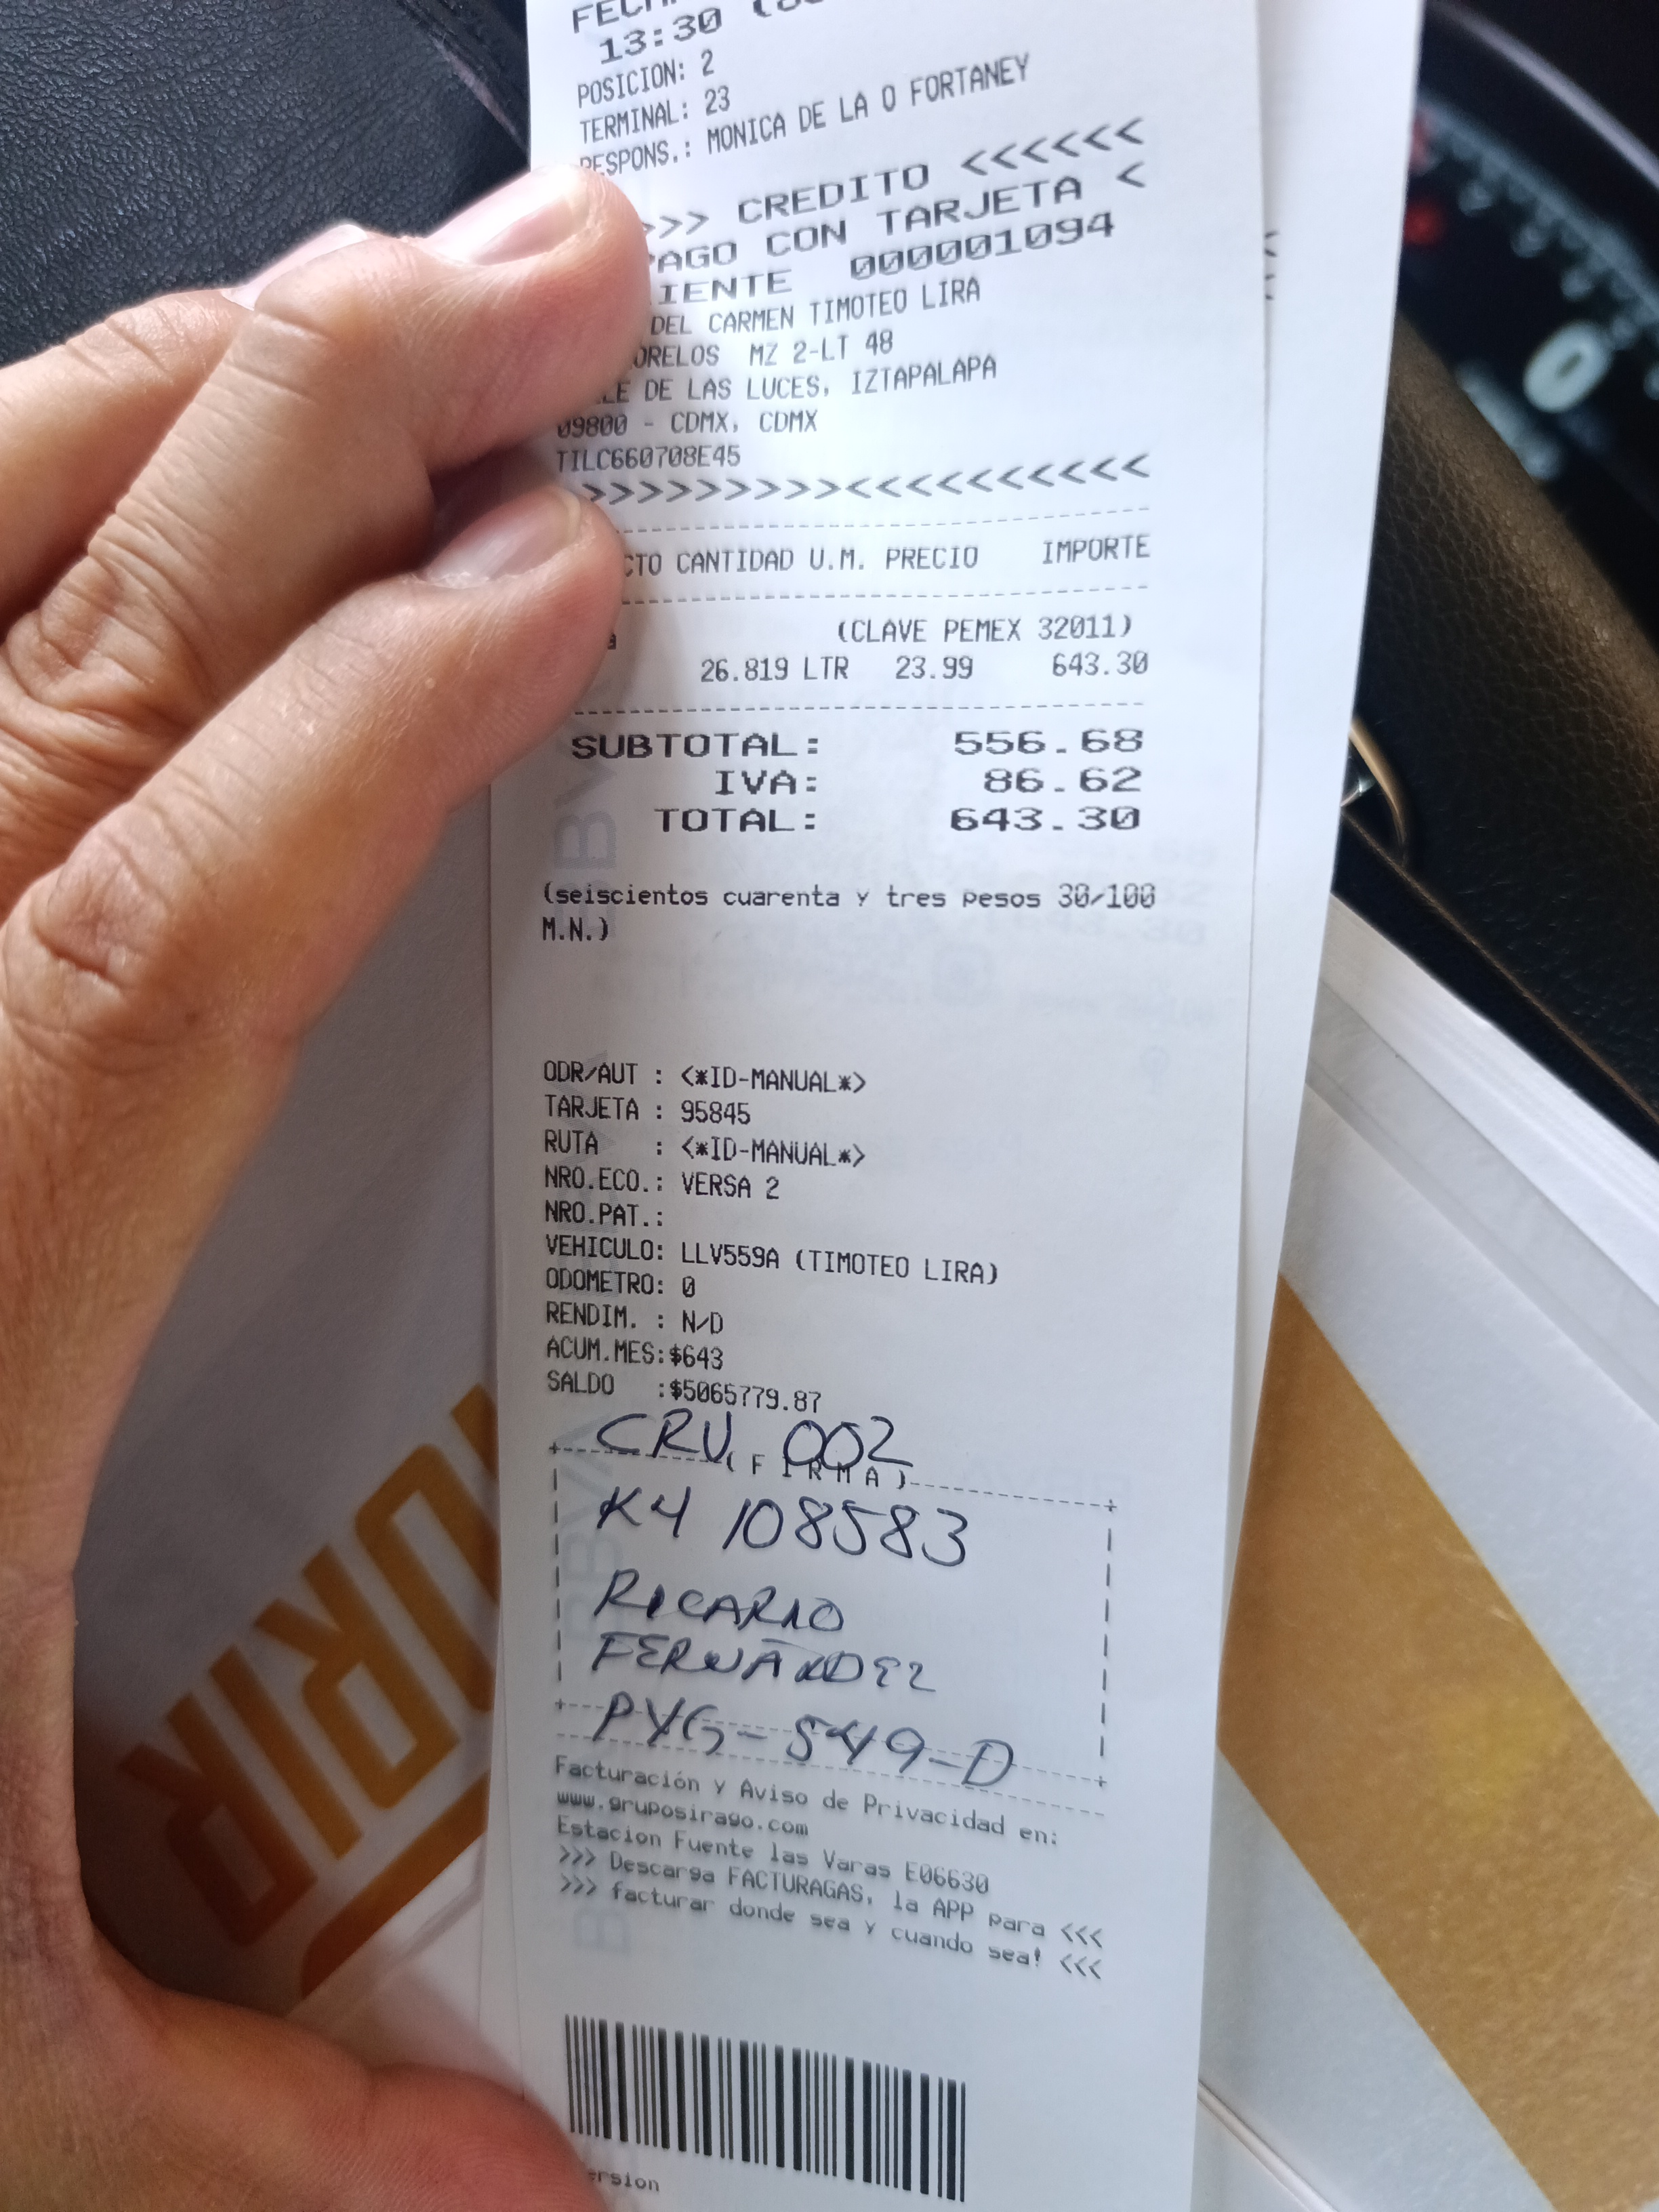 13:30
POSICION: 2
TERMINAL: 23
RESPONS.: MONICA DE LA O FORTANEY
>>> CREDITO <<<<<<
PAGO CON TARJETA <
IENTE 000001094
DEL CARMEN TIMOTEO LIRA
ORELOS MZ 2-LT 48
LE DE LAS LUCES, IZTAPALAPA
09800 - CDMX, CDMX
TILC660708E45
>>>>>>>>>><<<<<<<<<<<
CTO CANTIDAD U.M. PRECIO IMPORTE
(CLAVE PEMEX 32011)
26.819 LTR 23.99 643.30
SUBTOTAL: 556.68
IVA: 86.62
TOTAL: 643.30
(seiscientos cuarenta y tres pesos 30/100
M.N.)
ODR/AUT : <*ID-MANUAL*>
TARJETA : 95845
RUTA : <*ID-MANUAL*>
NRO.ECO.: VERSA 2
NRO.PAT.:
VEHICULO: LLV559A (TIMOTEO LIRA)
ODOMETRO: 0
RENDIM. : N/D
ACUM.MES:$643
SALDO :$5065779.87
CRV 002
(FIRMA)
K4 108583
RICARDO
FERNANDEZ
PYG-549-D
Facturación y Aviso de Privacidad en:
www.gruposirago.com
Estacion Fuente las Varas E06630
>>> Descarga FACTURAGAS, la APP para <<<
>>> facturar donde sea y cuando sea! <<<
ersion